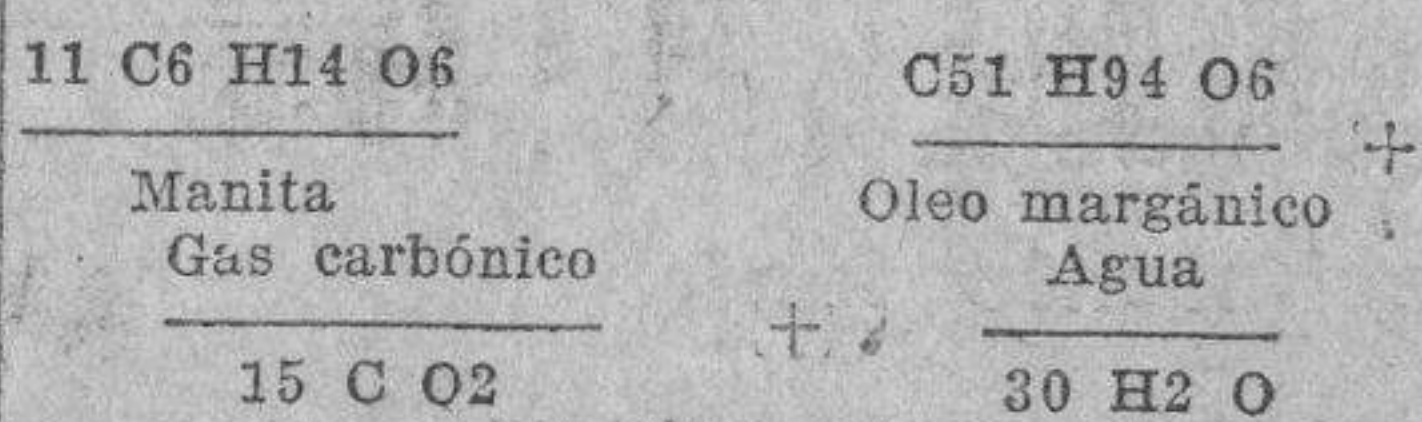 11 C6 H14 O6 C51 H94 O6 +
Manita Oleo margánico
Gas carbónico Agua
15 C O2 + 30 H2 O